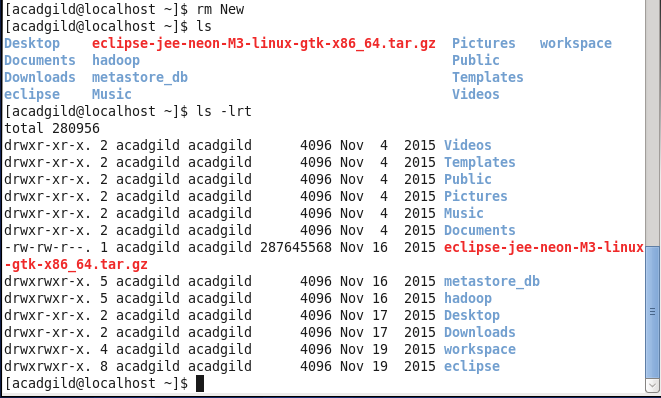 [acadgild@localhost ~]$ rm New
[acadgild@localhost ~]$ ls
Desktop    eclipse-jee-neon-M3-linux-gtk-x86_64.tar.gz  Pictures   workspace
Documents  hadoop                                       Public
Downloads  metastore_db                                 Templates
eclipse    Music                                        Videos
[acadgild@localhost ~]$ ls -lrt
total 280956
drwxr-xr-x. 2 acadgild acadgild      4096 Nov  4  2015 Videos
drwxr-xr-x. 2 acadgild acadgild      4096 Nov  4  2015 Templates
drwxr-xr-x. 2 acadgild acadgild      4096 Nov  4  2015 Public
drwxr-xr-x. 2 acadgild acadgild      4096 Nov  4  2015 Pictures
drwxr-xr-x. 2 acadgild acadgild      4096 Nov  4  2015 Music
drwxr-xr-x. 2 acadgild acadgild      4096 Nov  4  2015 Documents
-rw-rw-r--. 1 acadgild acadgild 287645568 Nov 16  2015 eclipse-jee-neon-M3-linux
-gtk-x86_64.tar.gz
drwxrwxr-x. 5 acadgild acadgild      4096 Nov 16  2015 metastore_db
drwxrwxr-x. 5 acadgild acadgild      4096 Nov 16  2015 hadoop
drwxr-xr-x. 2 acadgild acadgild      4096 Nov 17  2015 Desktop
drwxr-xr-x. 2 acadgild acadgild      4096 Nov 17  2015 Downloads
drwxrwxr-x. 4 acadgild acadgild      4096 Nov 19  2015 workspace
drwxrwxr-x. 8 acadgild acadgild      4096 Nov 19  2015 eclipse
[acadgild@localhost ~]$